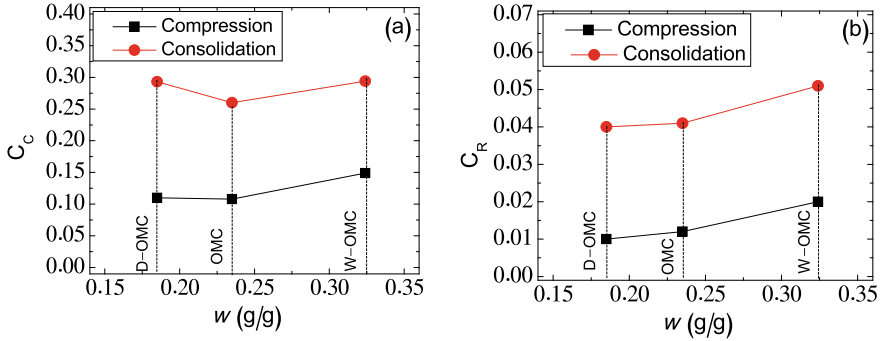 (a)
Compression
Consolidation
0.40
0.35
0.30
0.25
0.20
0.15
0.10
0.05
0.00
C_C
D−OMC
OMC
W−OMC
0.15 0.20 0.25 0.30 0.35
w (g/g)
(b)
Compression
Consolidation
0.07
0.06
0.05
0.04
0.03
0.02
0.01
0.00
C_R
D−OMC
OMC
W−OMC
0.15 0.20 0.25 0.30 0.35
w (g/g)